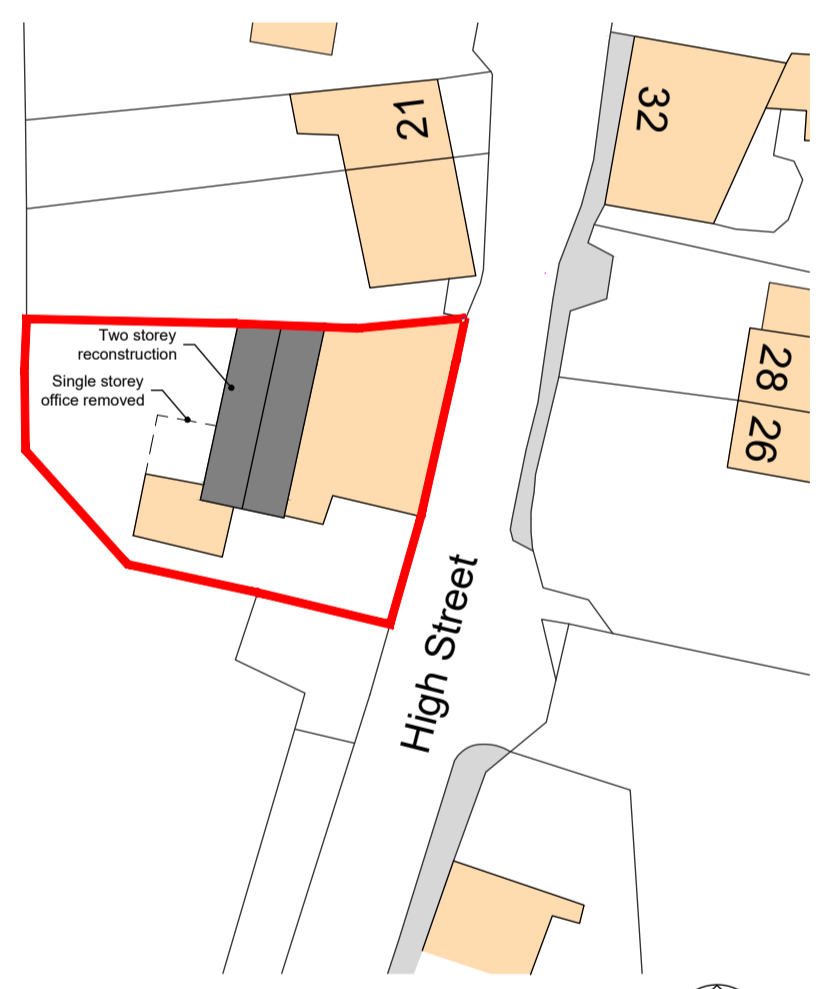 21
32
Two storey
reconstruction
Single storey
office removed
28
26
High Street